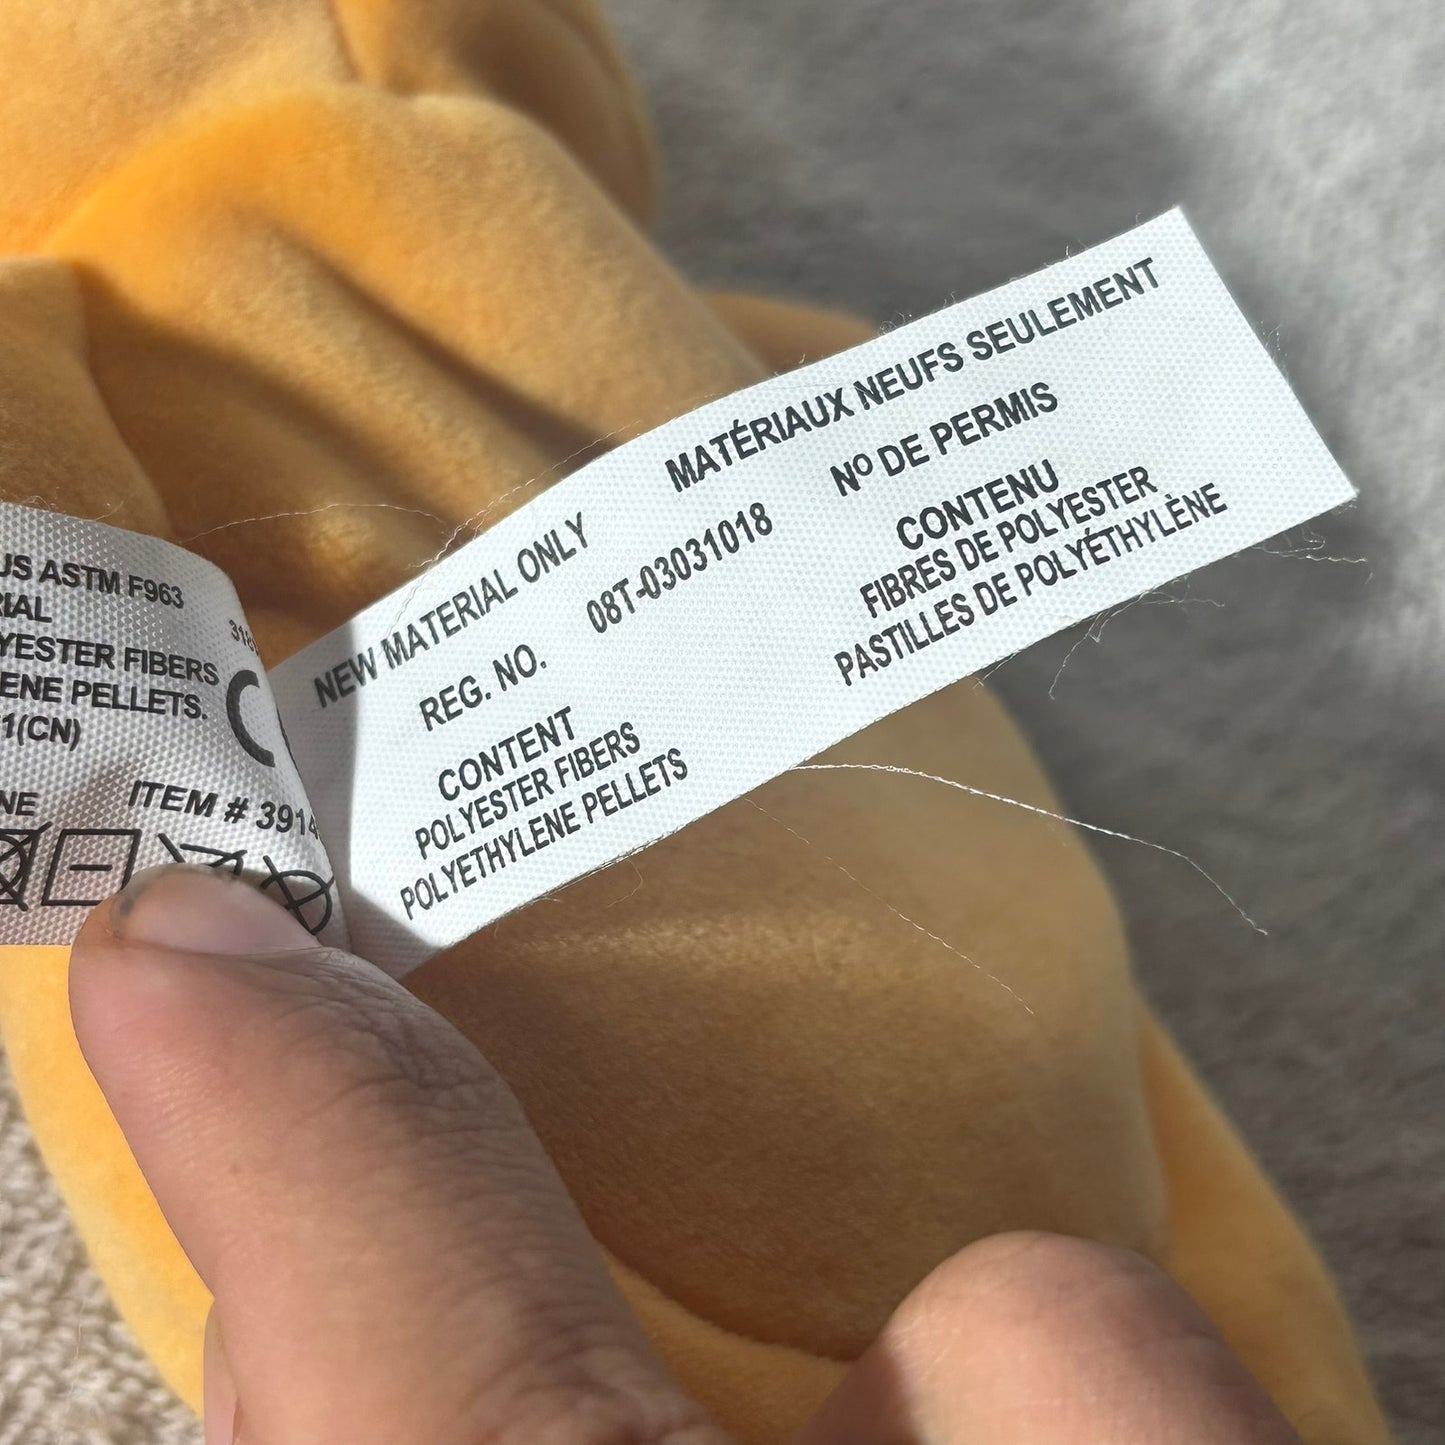 US ASTM F963
RIAL
YESTER FIBERS
ENE PELLETS.
1(CN)
NE
ITEM # 3914
NEW MATERIAL ONLY
REG. NO.
08T-03031018
CONTENT
POLYESTER FIBERS
POLYETHYLENE PELLETS
MATÉRIAUX NEUFS SEULEMENT
Nº DE PERMIS
CONTENU
FIBRES DE POLYESTER
PASTILLES DE POLYÉTHYLÈNE